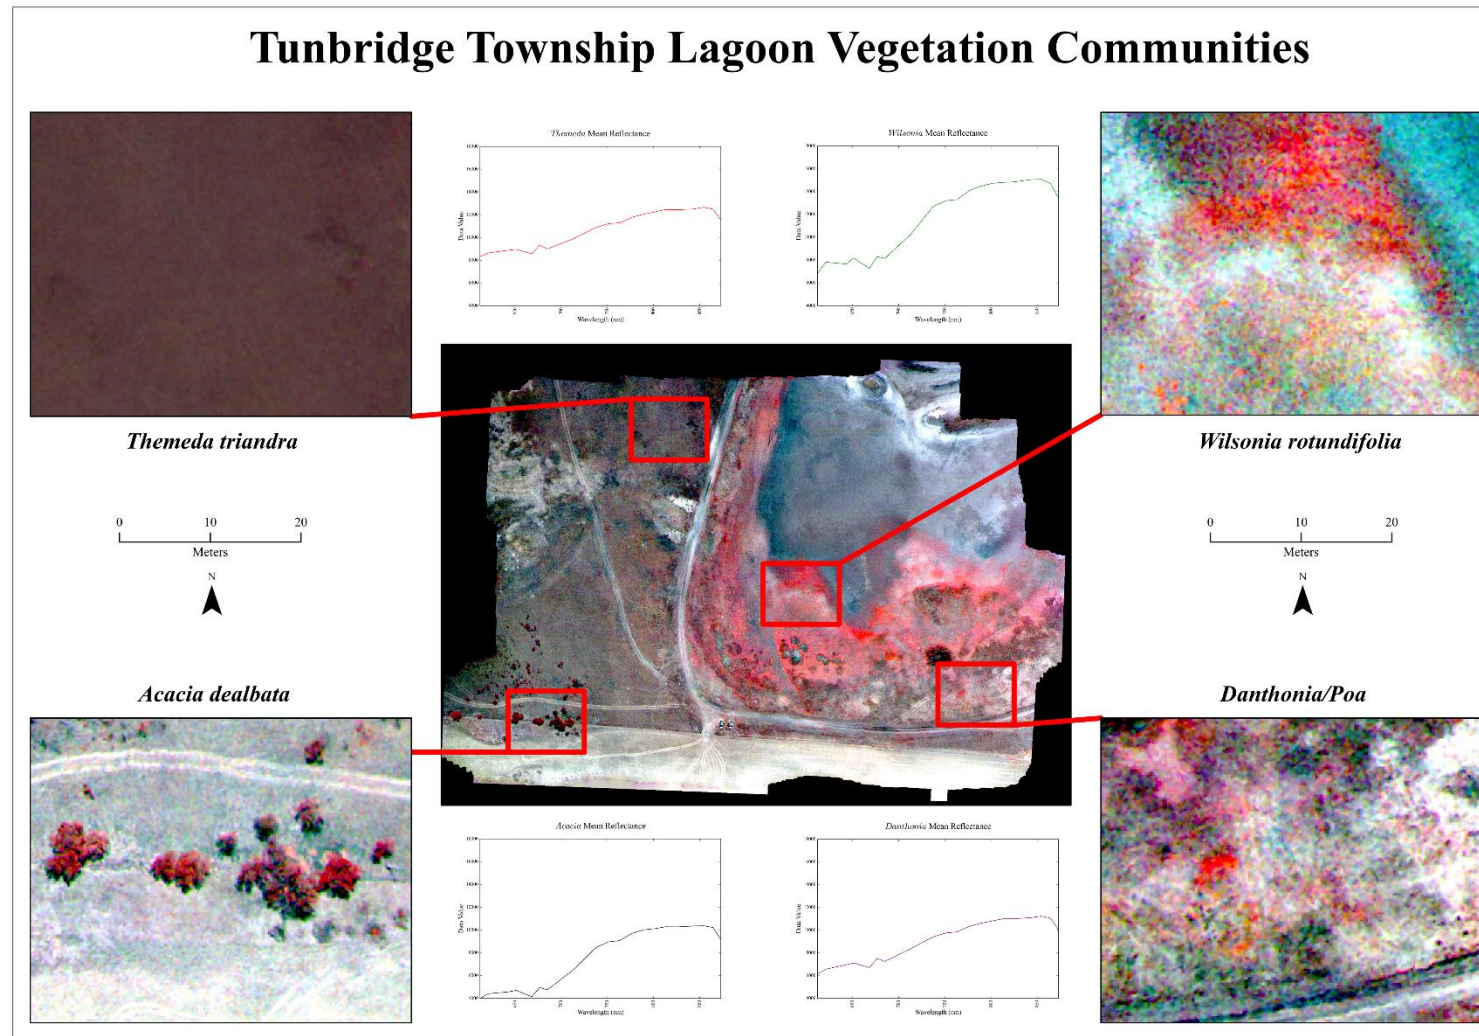 Tunbridge Township Lagoon Vegetation Communities
Themeda Mean Reflectance
Data Value
Wavelength (nm)
Wilsonia Mean Reflectance
Data Value
Wavelength (nm)
Themeda triandra
Wilsonia rotundifolia
0 10 20
Meters
N
0 10 20
Meters
N
Acacia dealbata
Danthonia/Poa
Acacia Mean Reflectance
Data Value
Wavelength (nm)
Danthonia Mean Reflectance
Data Value
Wavelength (nm)